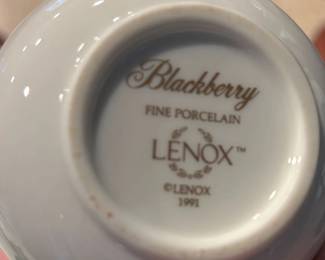 Blackberry
FINE PORCELAIN
LENOX™
©LENOX
1991